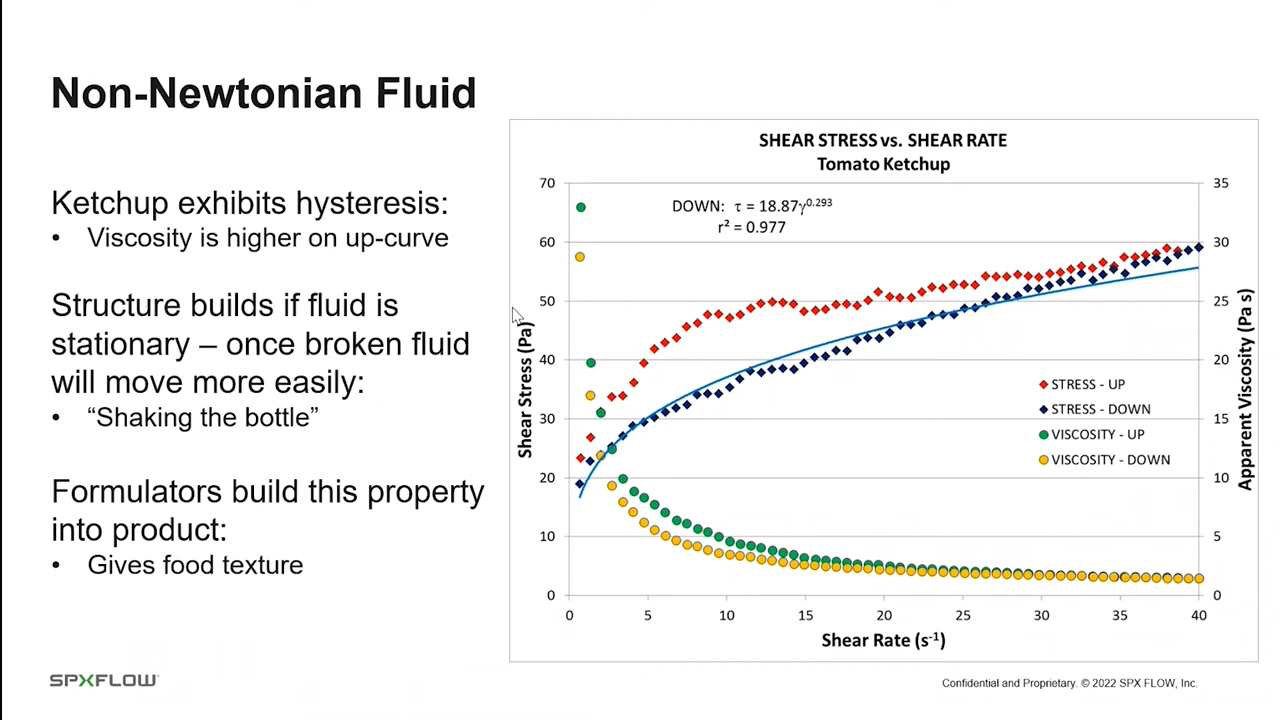 Non-Newtonian Fluid
Ketchup exhibits hysteresis:
• Viscosity is higher on up-curve
Structure builds if fluid is
stationary – once broken fluid
will move more easily:
• “Shaking the bottle”
Formulators build this property
into product:
• Gives food texture
SHEAR STRESS vs. SHEAR RATE
Tomato Ketchup
DOWN: τ = 18.87γ^0.293
r² = 0.977
Shear Stress (Pa)
70
60
50
40
30
20
10
0
35
30
25
20
15
10
5
0
Apparent Viscosity (Pa s)
STRESS - UP
STRESS - DOWN
VISCOSITY - UP
VISCOSITY - DOWN
0 5 10 15 20 25 30 35 40
Shear Rate (s⁻¹)
SPXFLOW
Confidential and Proprietary. © 2022 SPX FLOW, Inc.